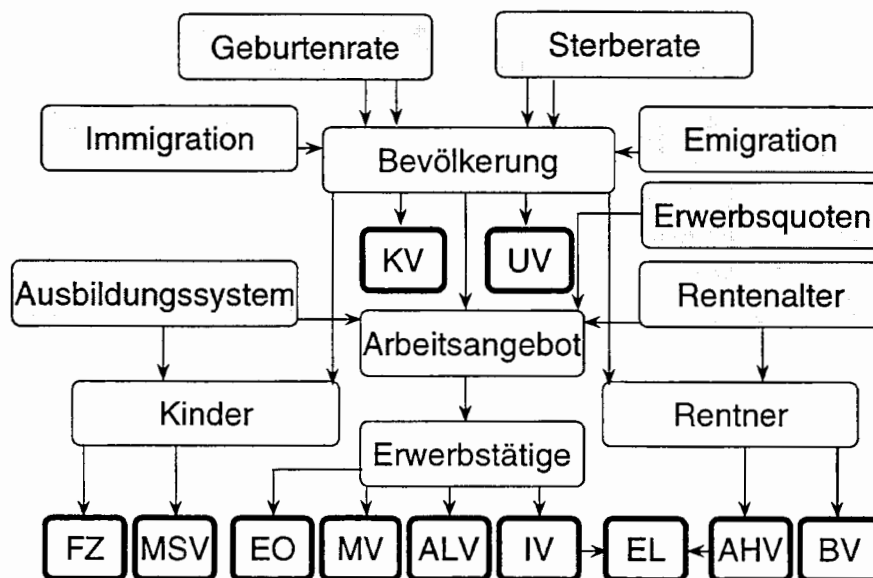 Geburtenrate
Sterberate
Immigration
Bevölkerung
Emigration
Erwerbsquoten
KV
UV
Ausbildungssystem
Rentenalter
Arbeitsangebot
Kinder
Rentner
Erwerbstätige
FZ
MSV
EO
MV
ALV
IV
EL
AHV
BV